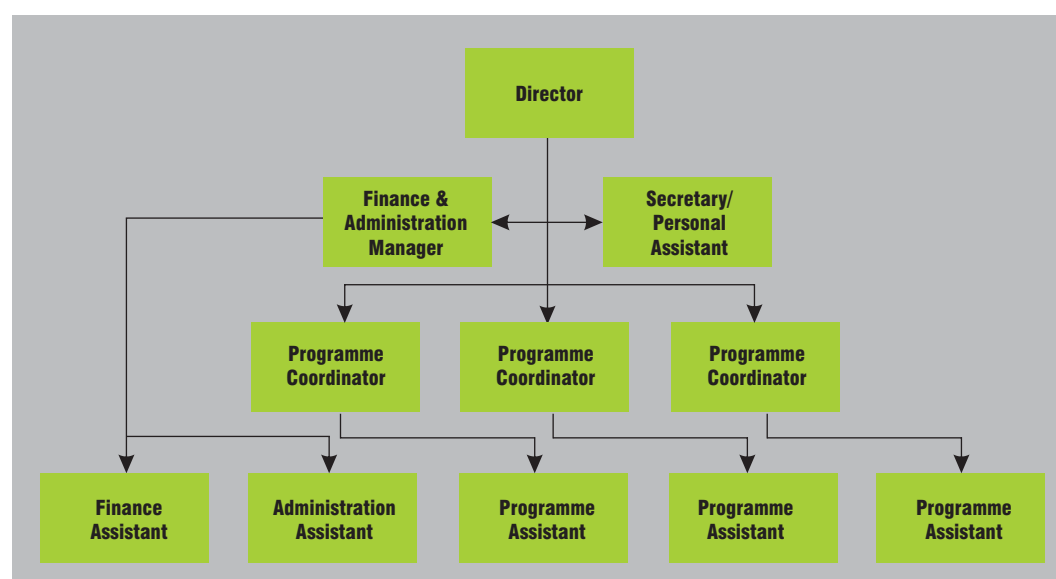 Director
Finance &
Administration
Manager
Secretary/
Personal
Assistant
Programme
Coordinator
Programme
Coordinator
Programme
Coordinator
Finance
Assistant
Administration
Assistant
Programme
Assistant
Programme
Assistant
Programme
Assistant